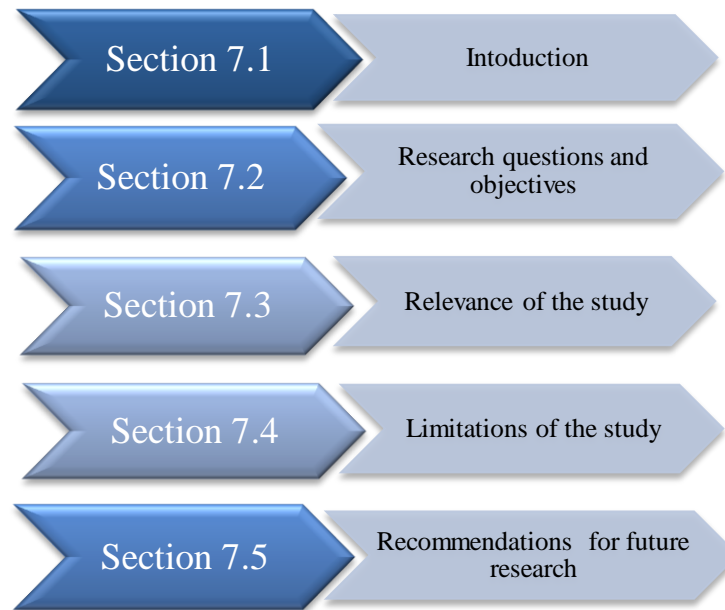 Section 7.1
Intoduction
Section 7.2
Research questions and
objectives
Section 7.3
Relevance of the study
Section 7.4
Limitations of the study
Section 7.5
Recommendations for future
research